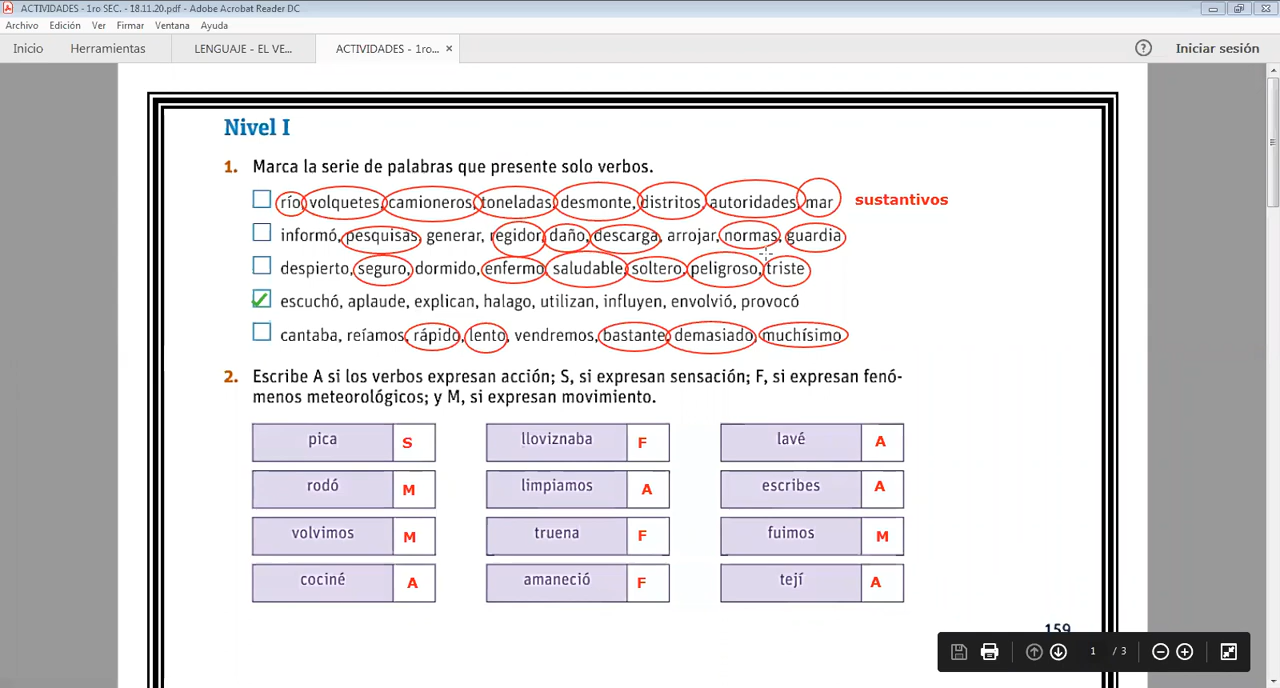 ACTIVIDADES - 1ro SEC. - 18.11.20.pdf - Adobe Acrobat Reader DC
Archivo Edición Ver Firmar Ventana Ayuda
Inicio Herramientas LENGUAJE - EL VE... ACTIVIDADES - 1ro... × ? Iniciar sesión
Nivel I
1. Marca la serie de palabras que presente solo verbos.
río, volquetes, camioneros, toneladas, desmonte, distritos, autoridades, mar sustantivos
informó, pesquisas, generar, regidor, daño, descarga, arrojar, normas, guardia
despierto, seguro, dormido, enfermo, saludable, soltero, peligroso, triste
escuchó, aplaude, explican, halago, utilizan, influyen, envolvió, provocó
cantaba, reíamos, rápido, lento, vendremos, bastante, demasiado, muchísimo
2. Escribe A si los verbos expresan acción; S, si expresan sensación; F, si expresan fenó-
menos meteorológicos; y M, si expresan movimiento.
pica S lloviznaba F lavé A
rodó M limpiamos A escribes A
volvimos M truena F fuimos M
cociné A amaneció F tejí A
159
1 / 3